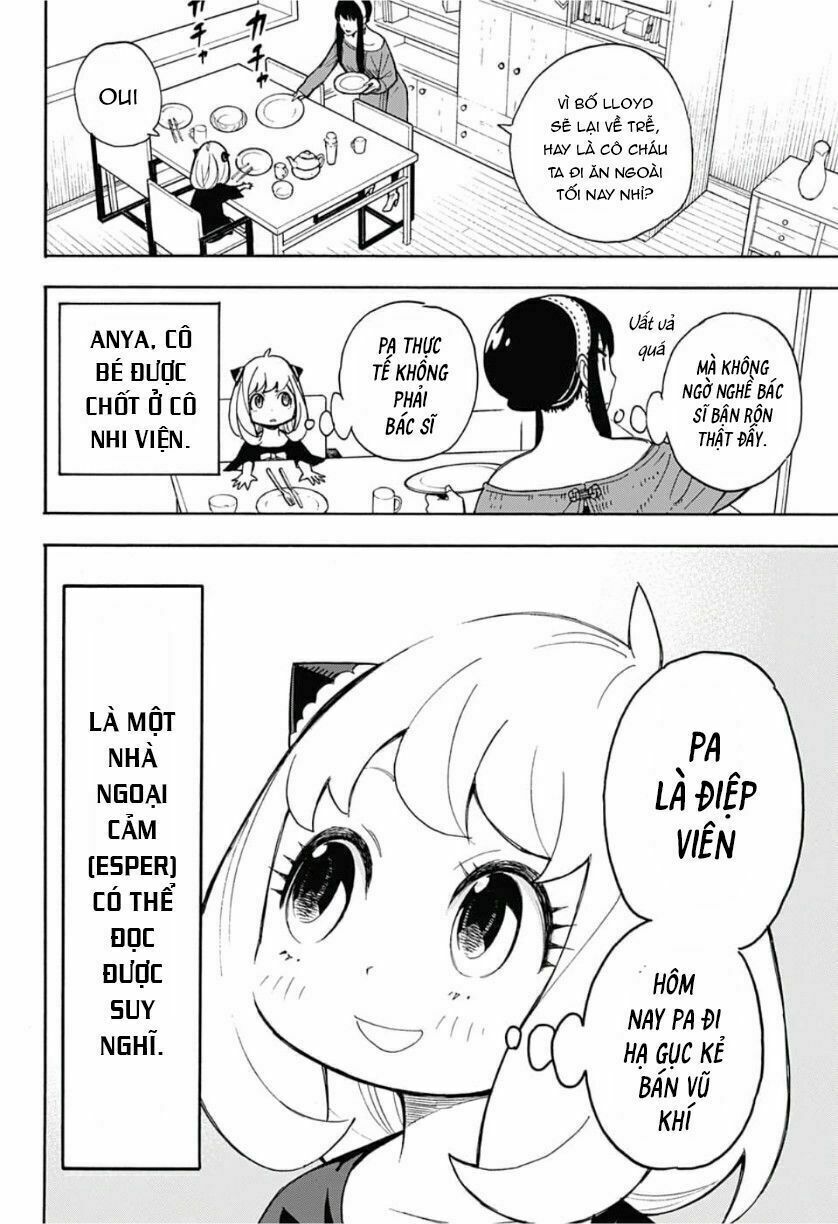 カチャ
カチャ
OUI
VÌ BỐ LLOYD
SẼ LẠI VỀ TRỄ,
HAY LÀ CÔ CHÁU
TA ĐI ĂN NGOÀI
TỐI NAY NHỈ?
ANYA, CÔ
BÉ ĐƯỢC
CHỐT Ở CÔ
NHI VIỆN.
PA THỰC
TẾ KHÔNG
PHẢI
BÁC SĨ
Uất uả
quá
MÀ KHÔNG
NGỜ NGHỀ BÁC
SĨ BẬN RỘN
THẬT ĐẤY.
PA
LÀ ĐIỆP
VIÊN
LÀ MỘT
NHÀ
NGOẠI
CẢM
(ESPER)
CÓ THỂ
ĐỌC
ĐƯỢC
SUY
NGHĨ.
HÔM
NAY PA ĐI
HẠ GỤC KẺ
BÁN VŨ
KHÍ